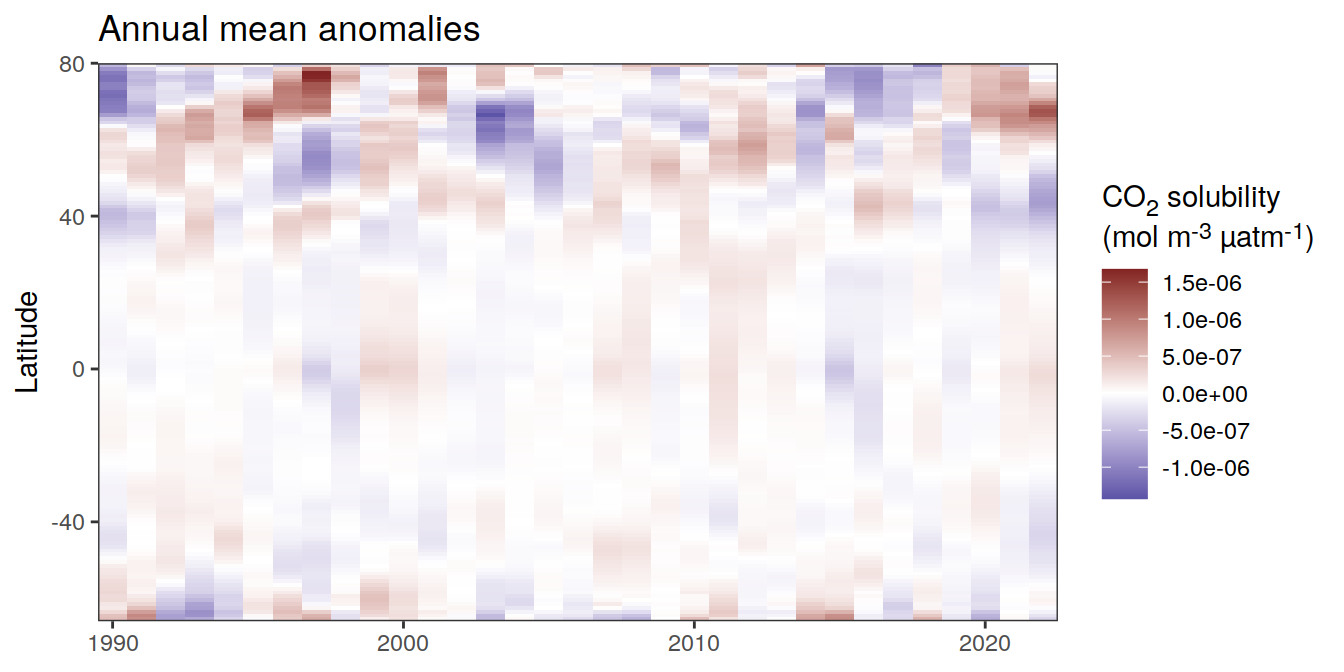 Annual mean anomalies
80
40
0
-40
Latitude
1990
2000
2010
2020
CO₂ solubility
(mol m⁻³ µatm⁻¹)
1.5e-06
1.0e-06
5.0e-07
0.0e+00
-5.0e-07
-1.0e-06